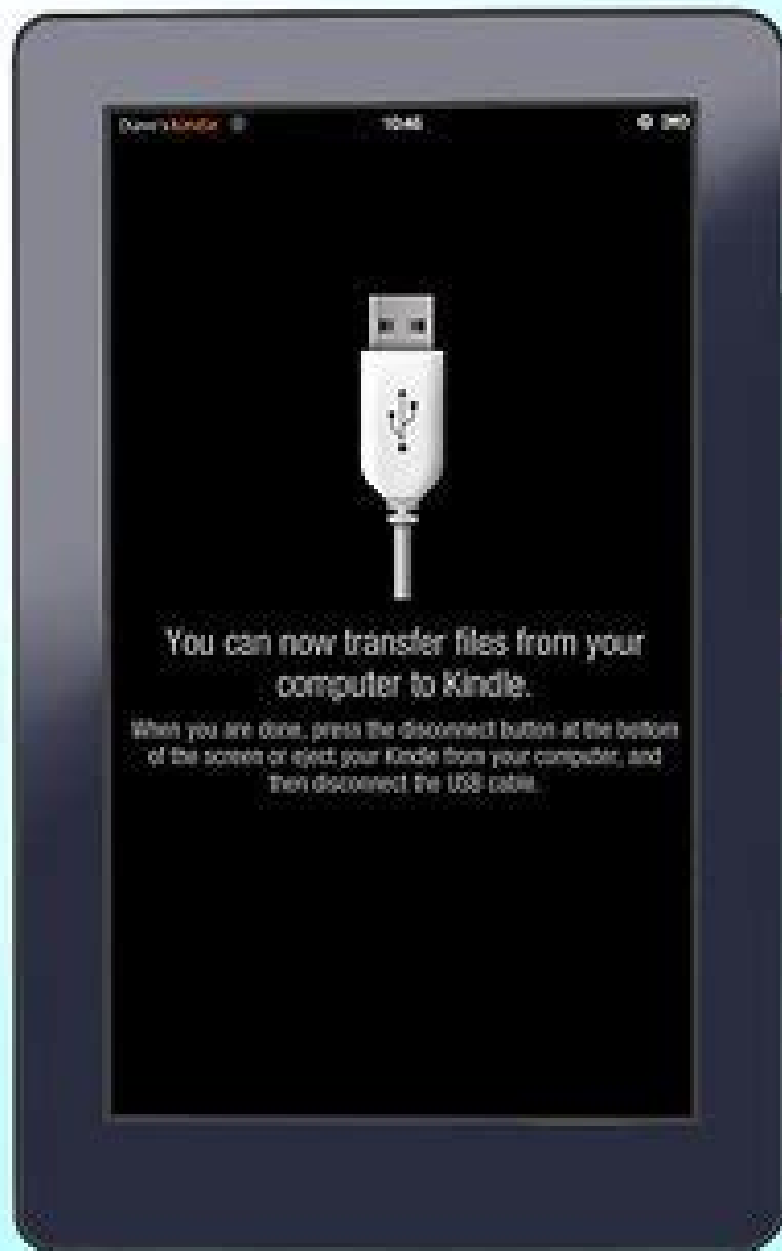 Dave's Kindle
10:46
You can now transfer files from your
computer to Kindle.
When you are done, press the disconnect button at the bottom
of the screen or eject your Kindle from your computer, and
then disconnect the USB cable.